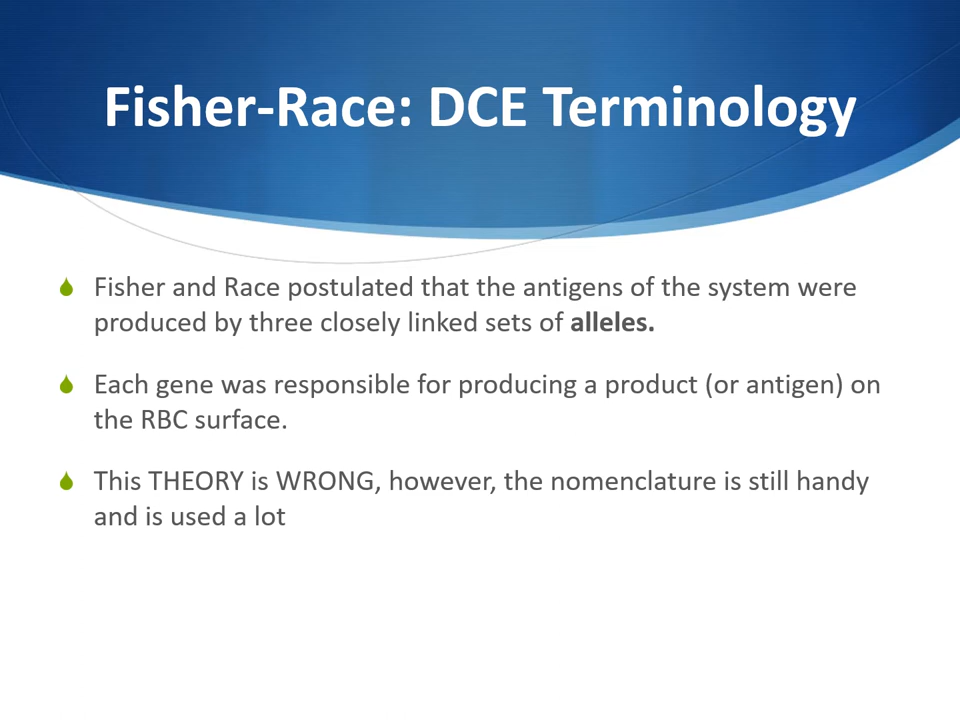 Fisher-Race: DCE Terminology
Fisher and Race postulated that the antigens of the system were
produced by three closely linked sets of alleles.
Each gene was responsible for producing a product (or antigen) on
the RBC surface.
This THEORY is WRONG, however, the nomenclature is still handy
and is used a lot